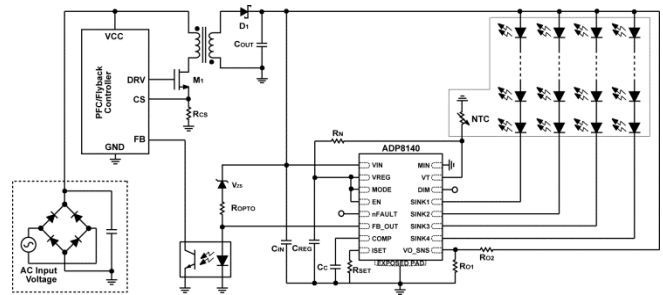 VCC
PFC/Flyback
Controller
DRV
CS
FB
GND
M1
RCS
D1
COUT
NTC
RN
ADP8140
VIN
VREG
MODE
EN
nFAULT
FB_OUT
COMP
ISET
MIN
VT
DIM
SINK1
SINK2
SINK3
SINK4
VO_SNS
EXPOSED PAD
VZS
ROPTO
CIN
CREG
CC
RSET
RO1
RO2
AC Input
Voltage